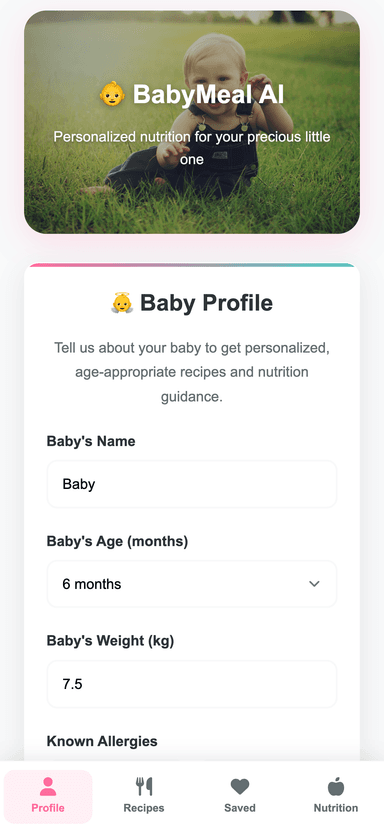 👶 BabyMeal AI
Personalized nutrition for your precious little
one
👼 Baby Profile
Tell us about your baby to get personalized,
age-appropriate recipes and nutrition
guidance.
Baby's Name
Baby
Baby's Age (months)
6 months
Baby's Weight (kg)
7.5
Known Allergies
Profile
Recipes
Saved
Nutrition